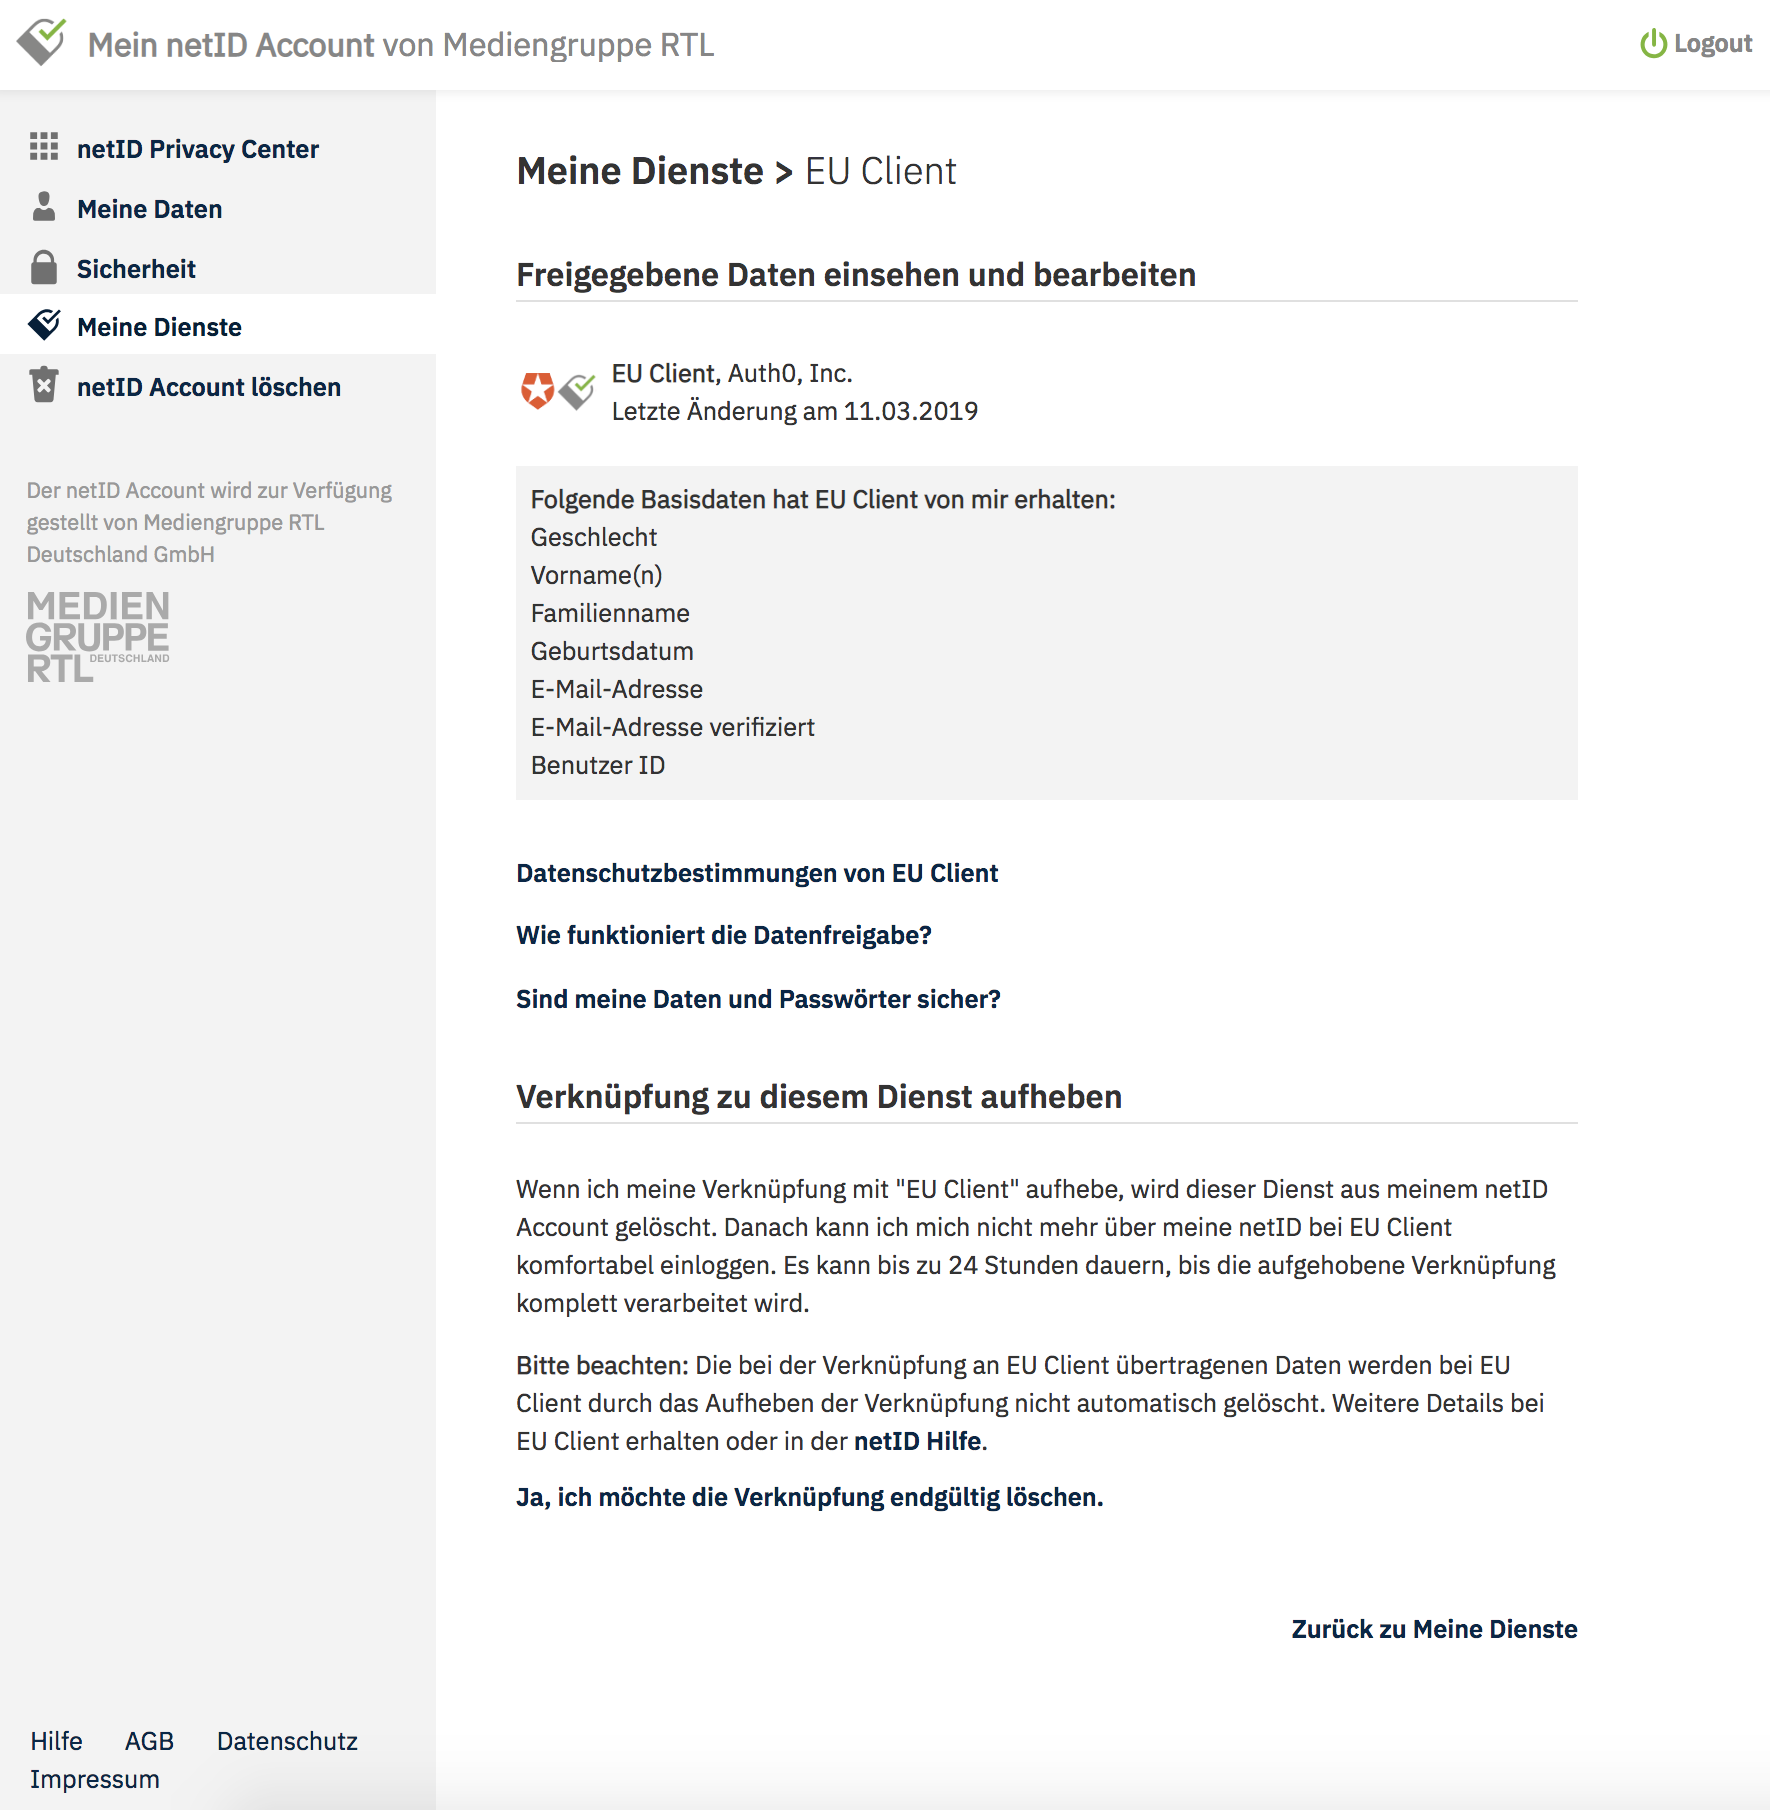 Mein netID Account von Mediengruppe RTL
Logout
netID Privacy Center
Meine Daten
Sicherheit
Meine Dienste
netID Account löschen
Der netID Account wird zur Verfügung
gestellt von Mediengruppe RTL
Deutschland GmbH
MEDIEN
GRUPPE
RTL DEUTSCHLAND
Meine Dienste > EU Client
Freigegebene Daten einsehen und bearbeiten
EU Client, Auth0, Inc.
Letzte Änderung am 11.03.2019
Folgende Basisdaten hat EU Client von mir erhalten:
Geschlecht
Vorname(n)
Familienname
Geburtsdatum
E-Mail-Adresse
E-Mail-Adresse verifiziert
Benutzer ID
Datenschutzbestimmungen von EU Client
Wie funktioniert die Datenfreigabe?
Sind meine Daten und Passwörter sicher?
Verknüpfung zu diesem Dienst aufheben
Wenn ich meine Verknüpfung mit "EU Client" aufhebe, wird dieser Dienst aus meinem netID
Account gelöscht. Danach kann ich mich nicht mehr über meine netID bei EU Client
komfortabel einloggen. Es kann bis zu 24 Stunden dauern, bis die aufgehobene Verknüpfung
komplett verarbeitet wird.
Bitte beachten: Die bei der Verknüpfung an EU Client übertragenen Daten werden bei EU
Client durch das Aufheben der Verknüpfung nicht automatisch gelöscht. Weitere Details bei
EU Client erhalten oder in der netID Hilfe.
Ja, ich möchte die Verknüpfung endgültig löschen.
Zurück zu Meine Dienste
Hilfe AGB Datenschutz
Impressum